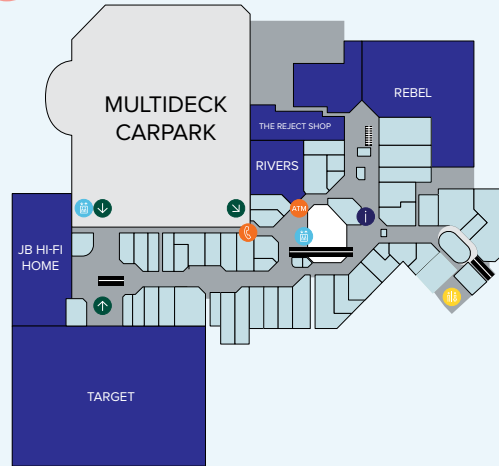 MULTIDECK
CARPARK
REBEL
THE REJECT SHOP
RIVERS
ATM
i
JB HI-FI
HOME
TARGET